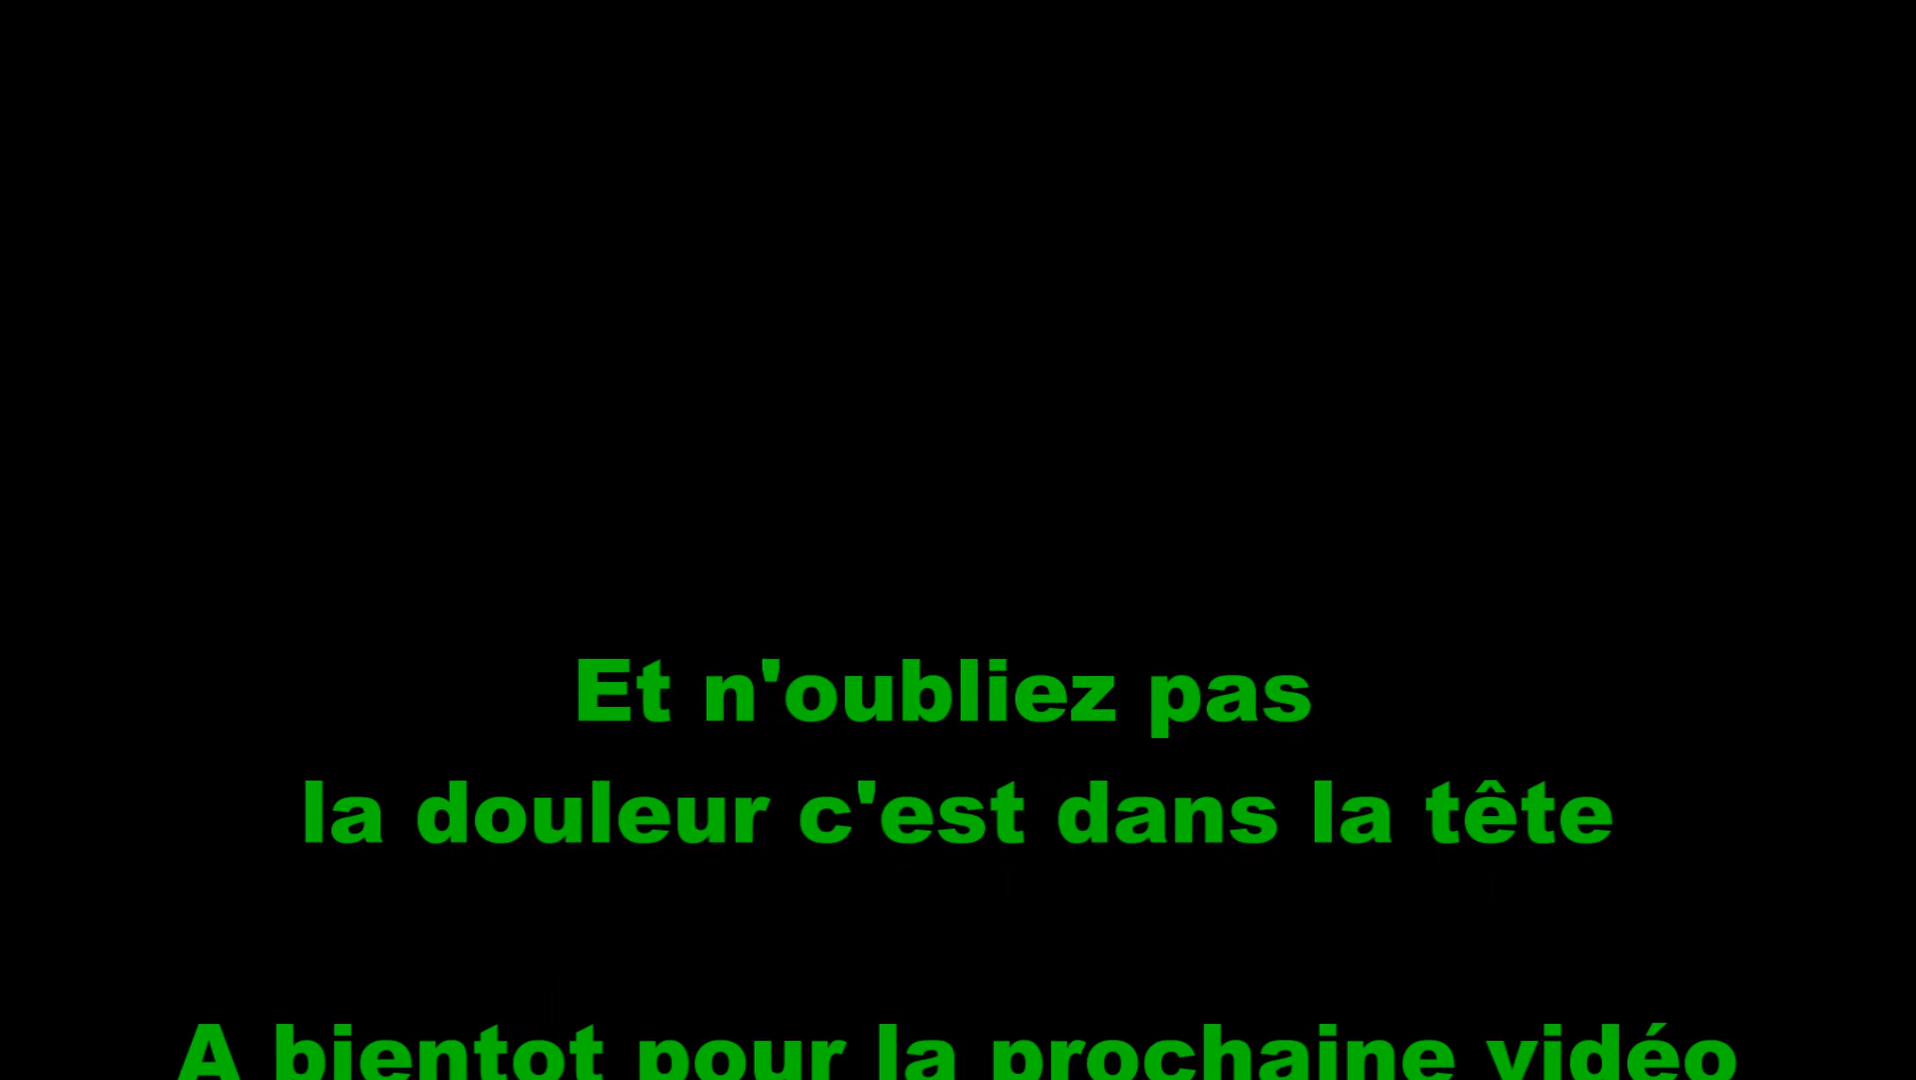 Et n'oubliez pas
la douleur c'est dans la tête
A bientot pour la prochaine vidéo